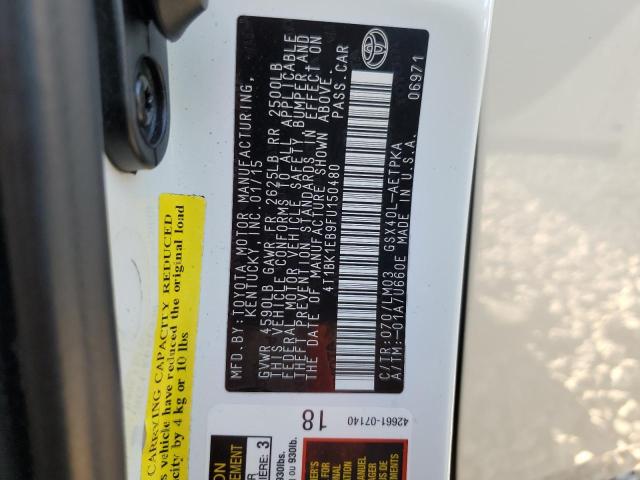 MFD.BY:TOYOTA MOTOR MANUFACTURING,
KENTUCKY, INC. 01/15
GVWR 4590LB GAWR FR 2625LB RR 2500LB
THIS VEHICLE CONFORMS TO ALL APPLICABLE
FEDERAL MOTOR VEHICLE SAFETY, BUMPER AND
THEFT PREVENTION STANDARDS IN EFFECT ON
THE DATE OF MANUFACTURE SHOWN ABOVE.
4T1BK1EB9FU150480 PASS.CAR
C/TR:070/LM03 GSX40L-AETPKA
A/TM:-01A/U660E MADE IN U.S.A. 06971
CARRYING CAPACITY REDUCED
vehicle have reduced the original load
by 4 kg or 10 lbs
18
42661-07140
3